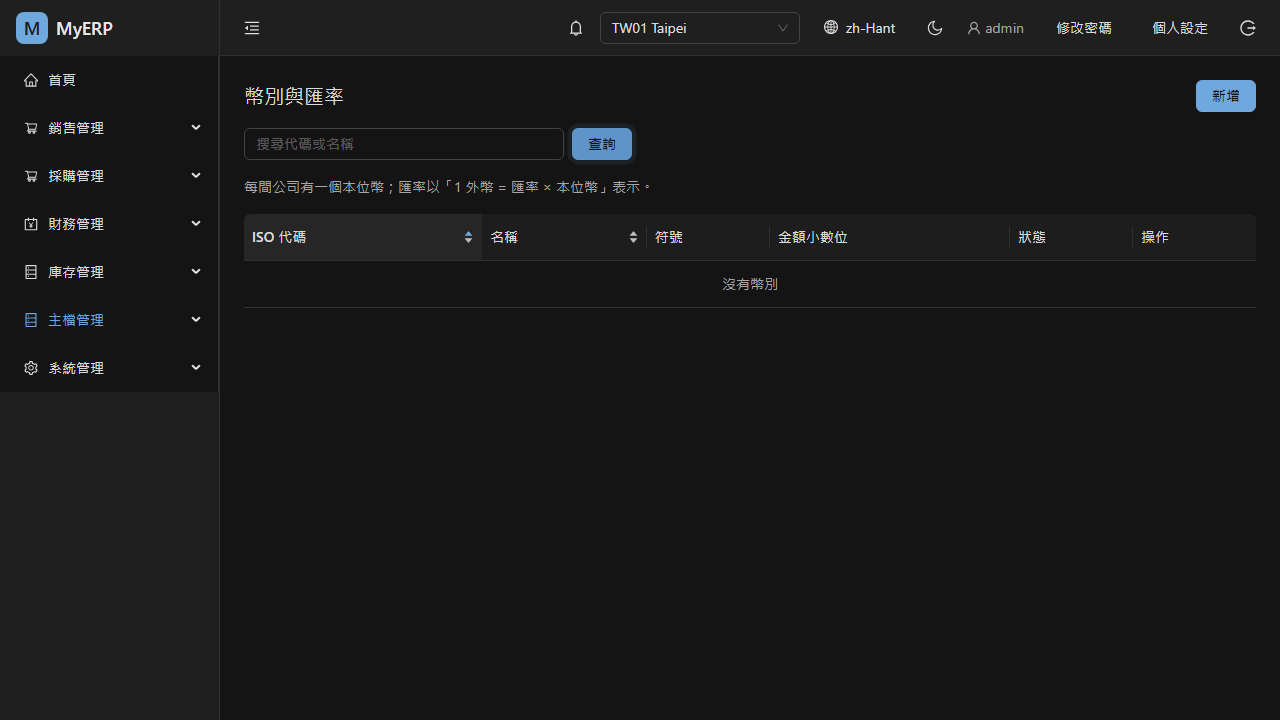 M MyERP
TW01 Taipei
zh-Hant
admin
修改密碼
個人設定
首頁
銷售管理
採購管理
財務管理
庫存管理
主檔管理
系統管理
幣別與匯率
新增
搜尋代碼或名稱
查詢
每間公司有一個本位幣；匯率以「1 外幣 = 匯率 × 本位幣」表示。
ISO 代碼 名稱 符號 金額小數位 狀態 操作
沒有幣別